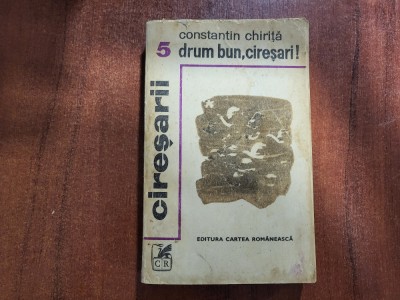 constantin chiriță
5 drum bun, cireșari!
cireșarii
EDITURA CARTEA ROMÂNEASCĂ
CR